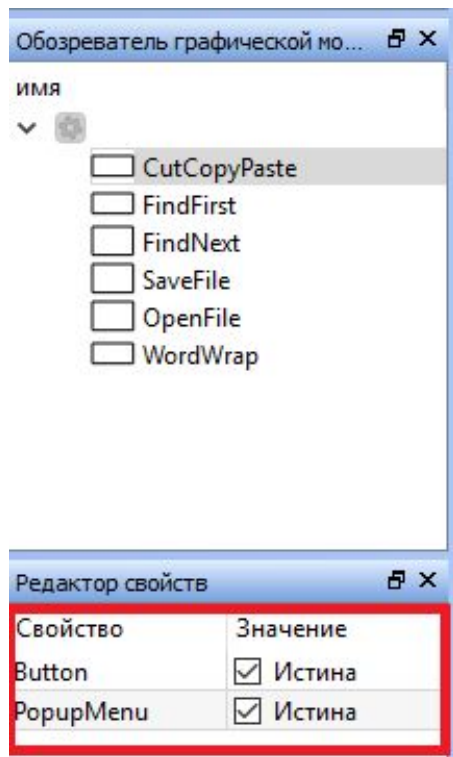 Обозреватель графической мо...
имя
CutCopyPaste
FindFirst
FindNext
SaveFile
OpenFile
WordWrap
Редактор свойств
Свойство Значение
Button Истина
PopupMenu Истина